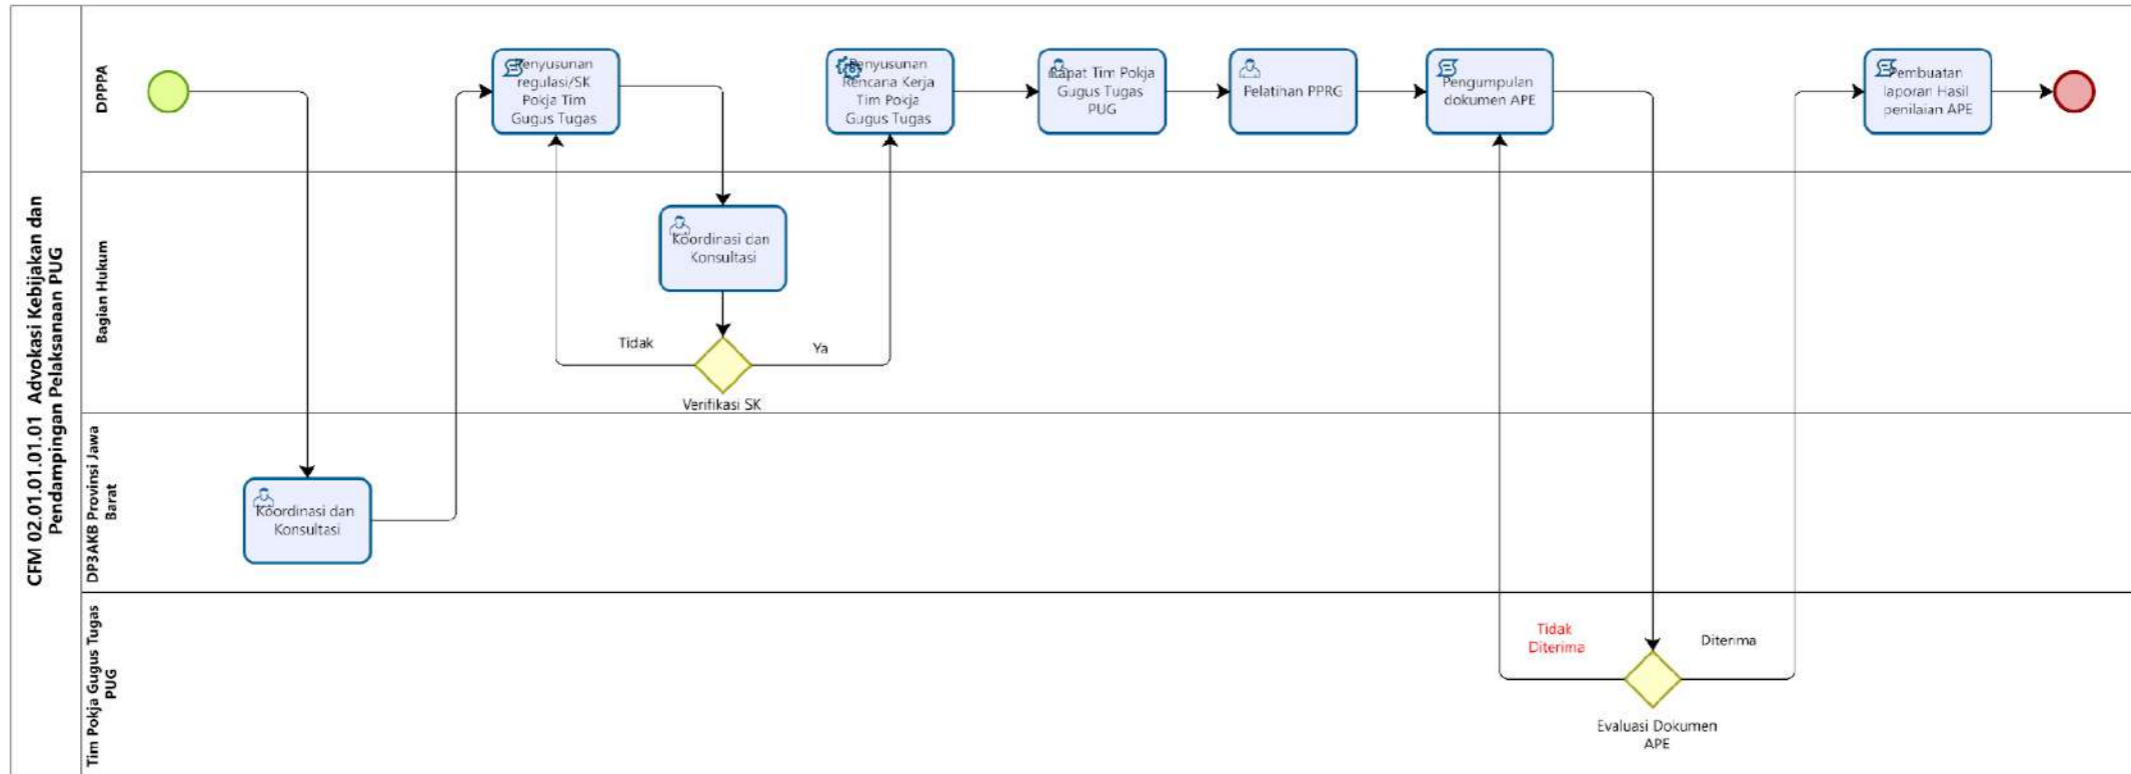 CFM 02.01.01.01.01 Advokasi Kebijakan dan
Pendampingan Pelaksanaan PUG
DPPPA
Penyusunan
regulasi/SK
Pokja Tim
Gugus Tugas
Penyusunan
Rencana Kerja
Tim Pokja
Gugus Tugas
Rapat Tim Pokja
Gugus Tugas
PUG
Pelatihan PPRG
Pengumpulan
dokumen APE
Pembuatan
laporan Hasil
penilaian APE
Bagian Hukum
Koordinasi dan
Konsultasi
Tidak
Ya
Verifikasi SK
DP3AKB Provinsi Jawa
Barat
Koordinasi dan
Konsultasi
Tim Pokja Gugus Tugas
PUG
Tidak
Diterima
Diterima
Evaluasi Dokumen
APE